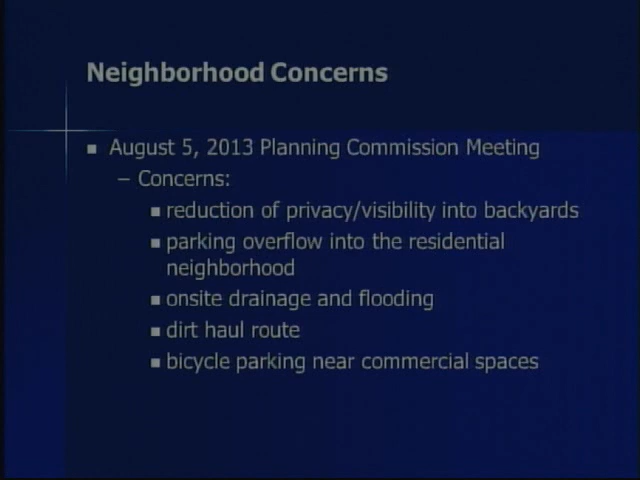 Neighborhood Concerns
■ August 5, 2013 Planning Commission Meeting
– Concerns:
■ reduction of privacy/visibility into backyards
■ parking overflow into the residential
neighborhood
■ onsite drainage and flooding
■ dirt haul route
■ bicycle parking near commercial spaces